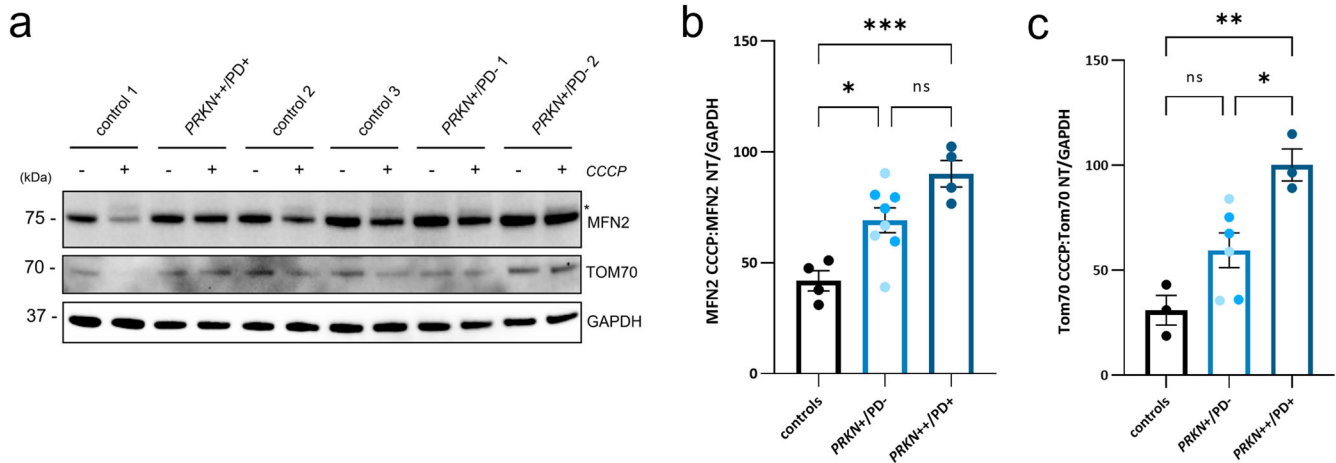 a
control 1
PRKN++/PD+
control 2
control 3
PRKN+/PD- 1
PRKN+/PD- 2
- + - + - + - + - + - + CCCP
(kDa)
*
75 - MFN2
70 - TOM70
37 - GAPDH
b
MFN2 CCCP:MFN2 NT/GAPDH
150
100
50
0
***
*
ns
controls
PRKN+/PD-
PRKN++/PD+
c
Tom70 CCCP:Tom70 NT/GAPDH
150
100
50
0
**
ns
*
controls
PRKN+/PD-
PRKN++/PD+